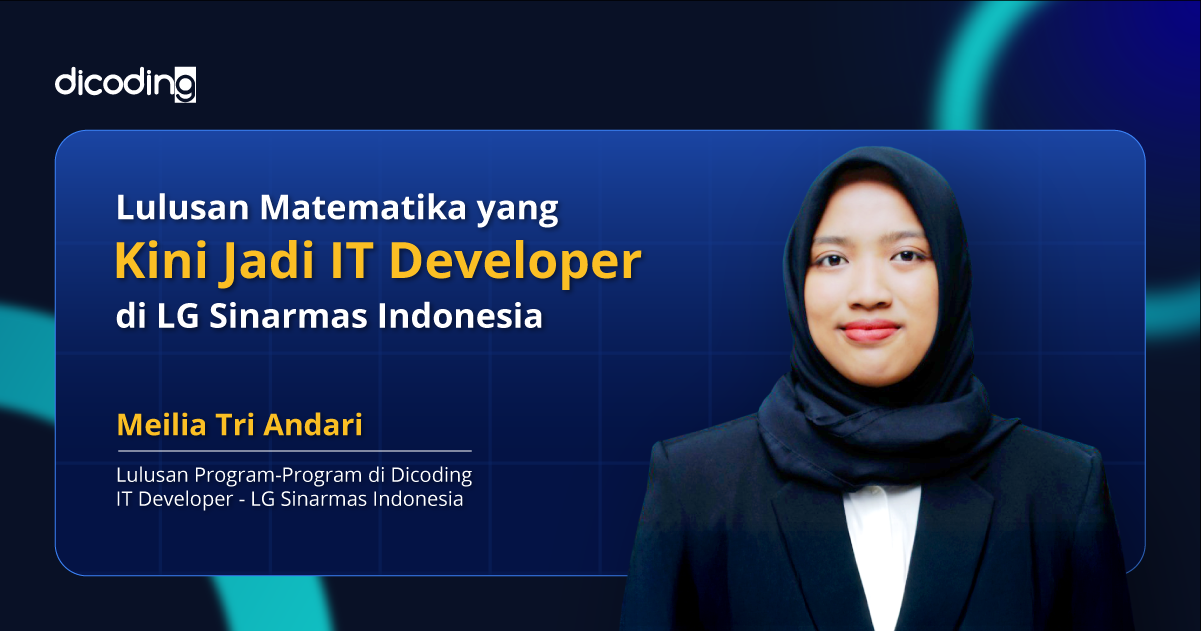 dicoding
Lulusan Matematika yang
Kini Jadi IT Developer
di LG Sinarmas Indonesia
Meilia Tri Andari
Lulusan Program-Program di Dicoding
IT Developer - LG Sinarmas Indonesia